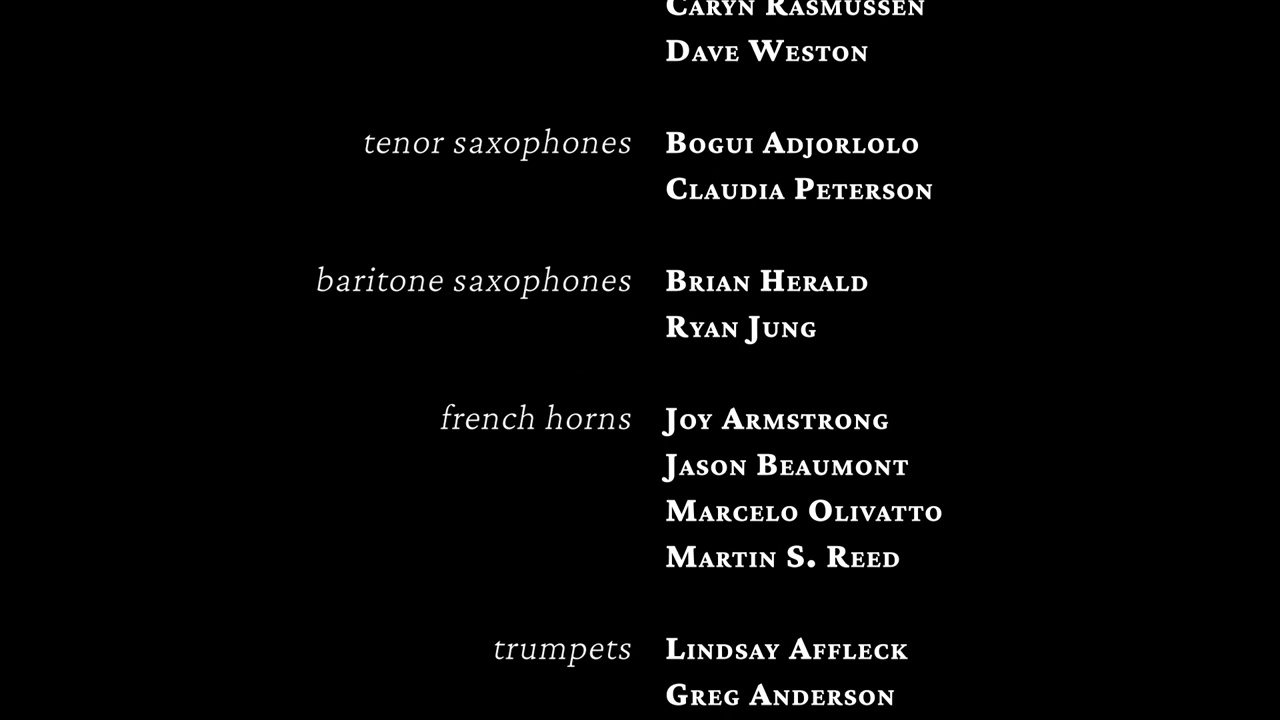 Caryn Rasmussen
Dave Weston
tenor saxophones Bogui Adjorlolo
Claudia Peterson
baritone saxophones Brian Herald
Ryan Jung
french horns Joy Armstrong
Jason Beaumont
Marcelo Olivatto
Martin S. Reed
trumpets Lindsay Affleck
Greg Anderson